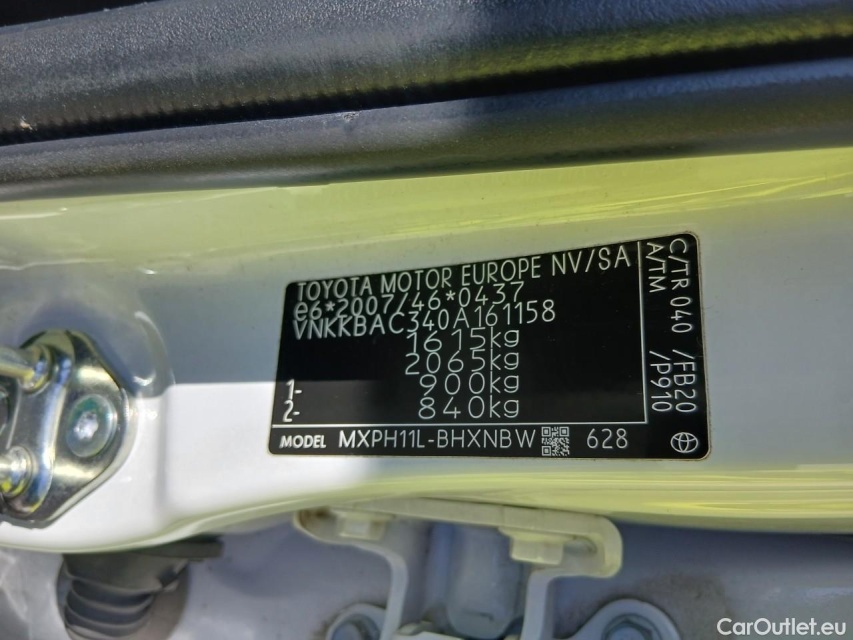 TOYOTA MOTOR EUROPE NV/SA
e6*2007/46*0437
VNKKBAC340A161158
1615kg
2065kg
1- 900kg
2- 840kg
MODEL MXPH11L-BHXNBW 628
C/TR 040 /FB20
A/TM /P910
CarOutlet.eu